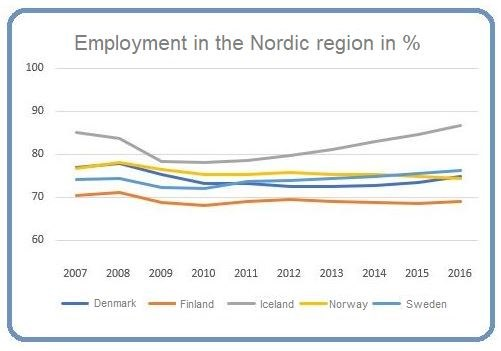 Employment in the Nordic region in %
100
90
80
70
60
2007 2008 2009 2010 2011 2012 2013 2014 2015 2016
Denmark Finland Iceland Norway Sweden